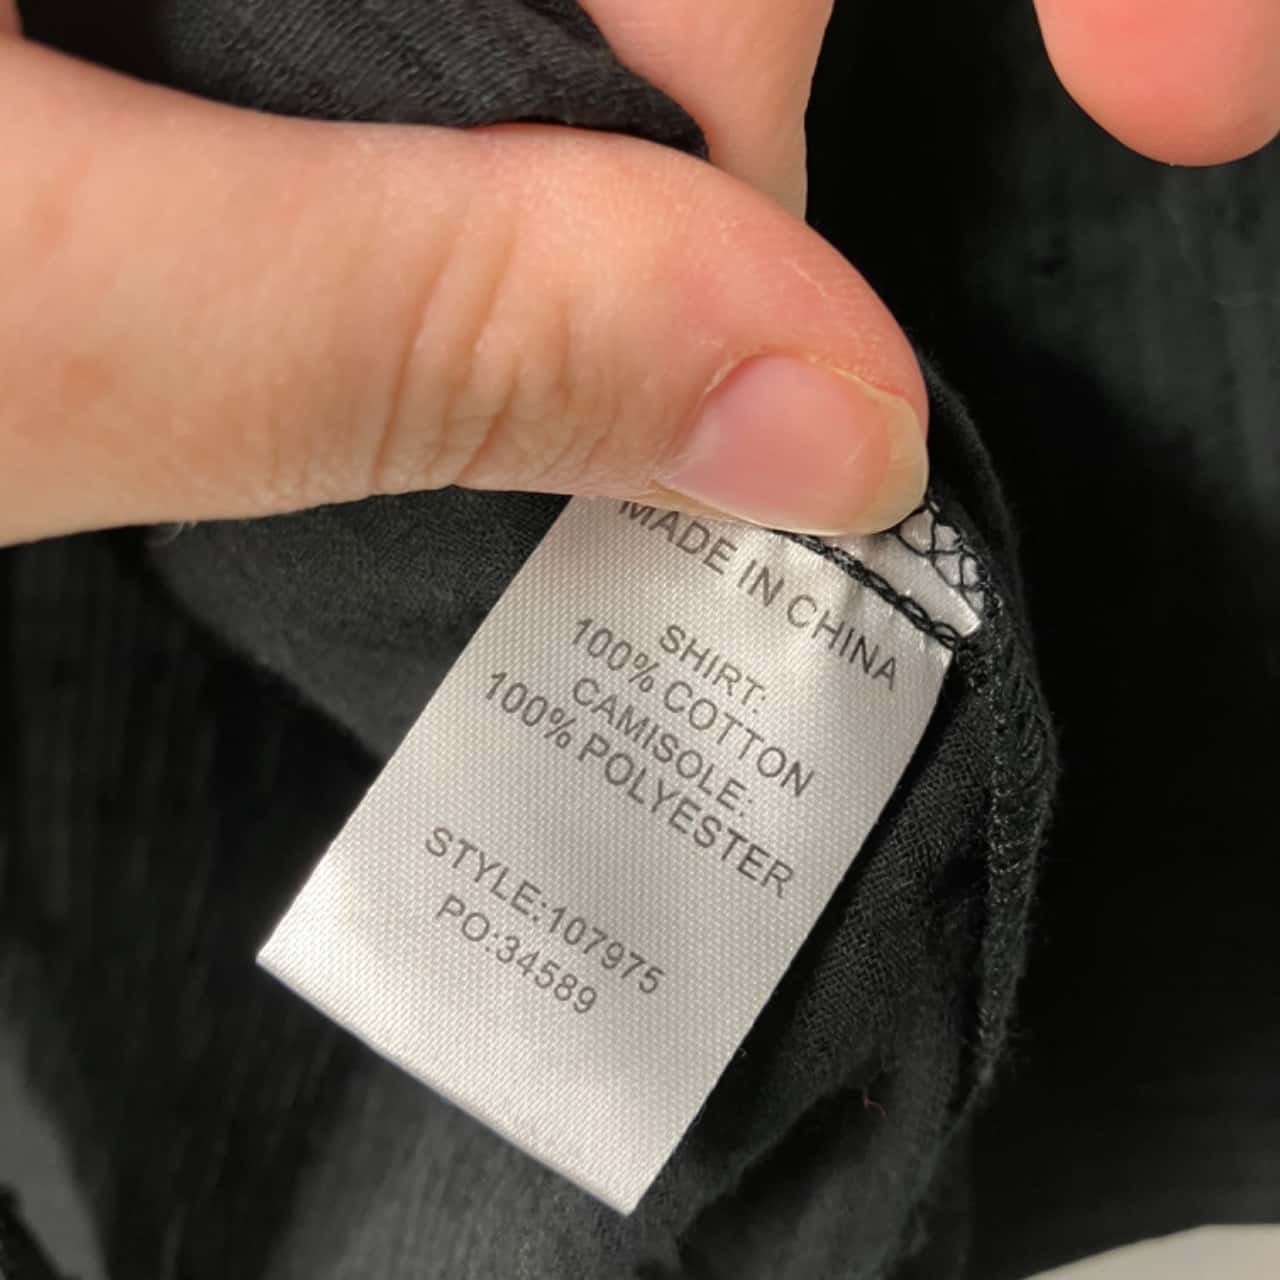 MADE IN CHINA
SHIRT:
100% COTTON
CAMISOLE:
100% POLYESTER
STYLE:107975
PO:34589